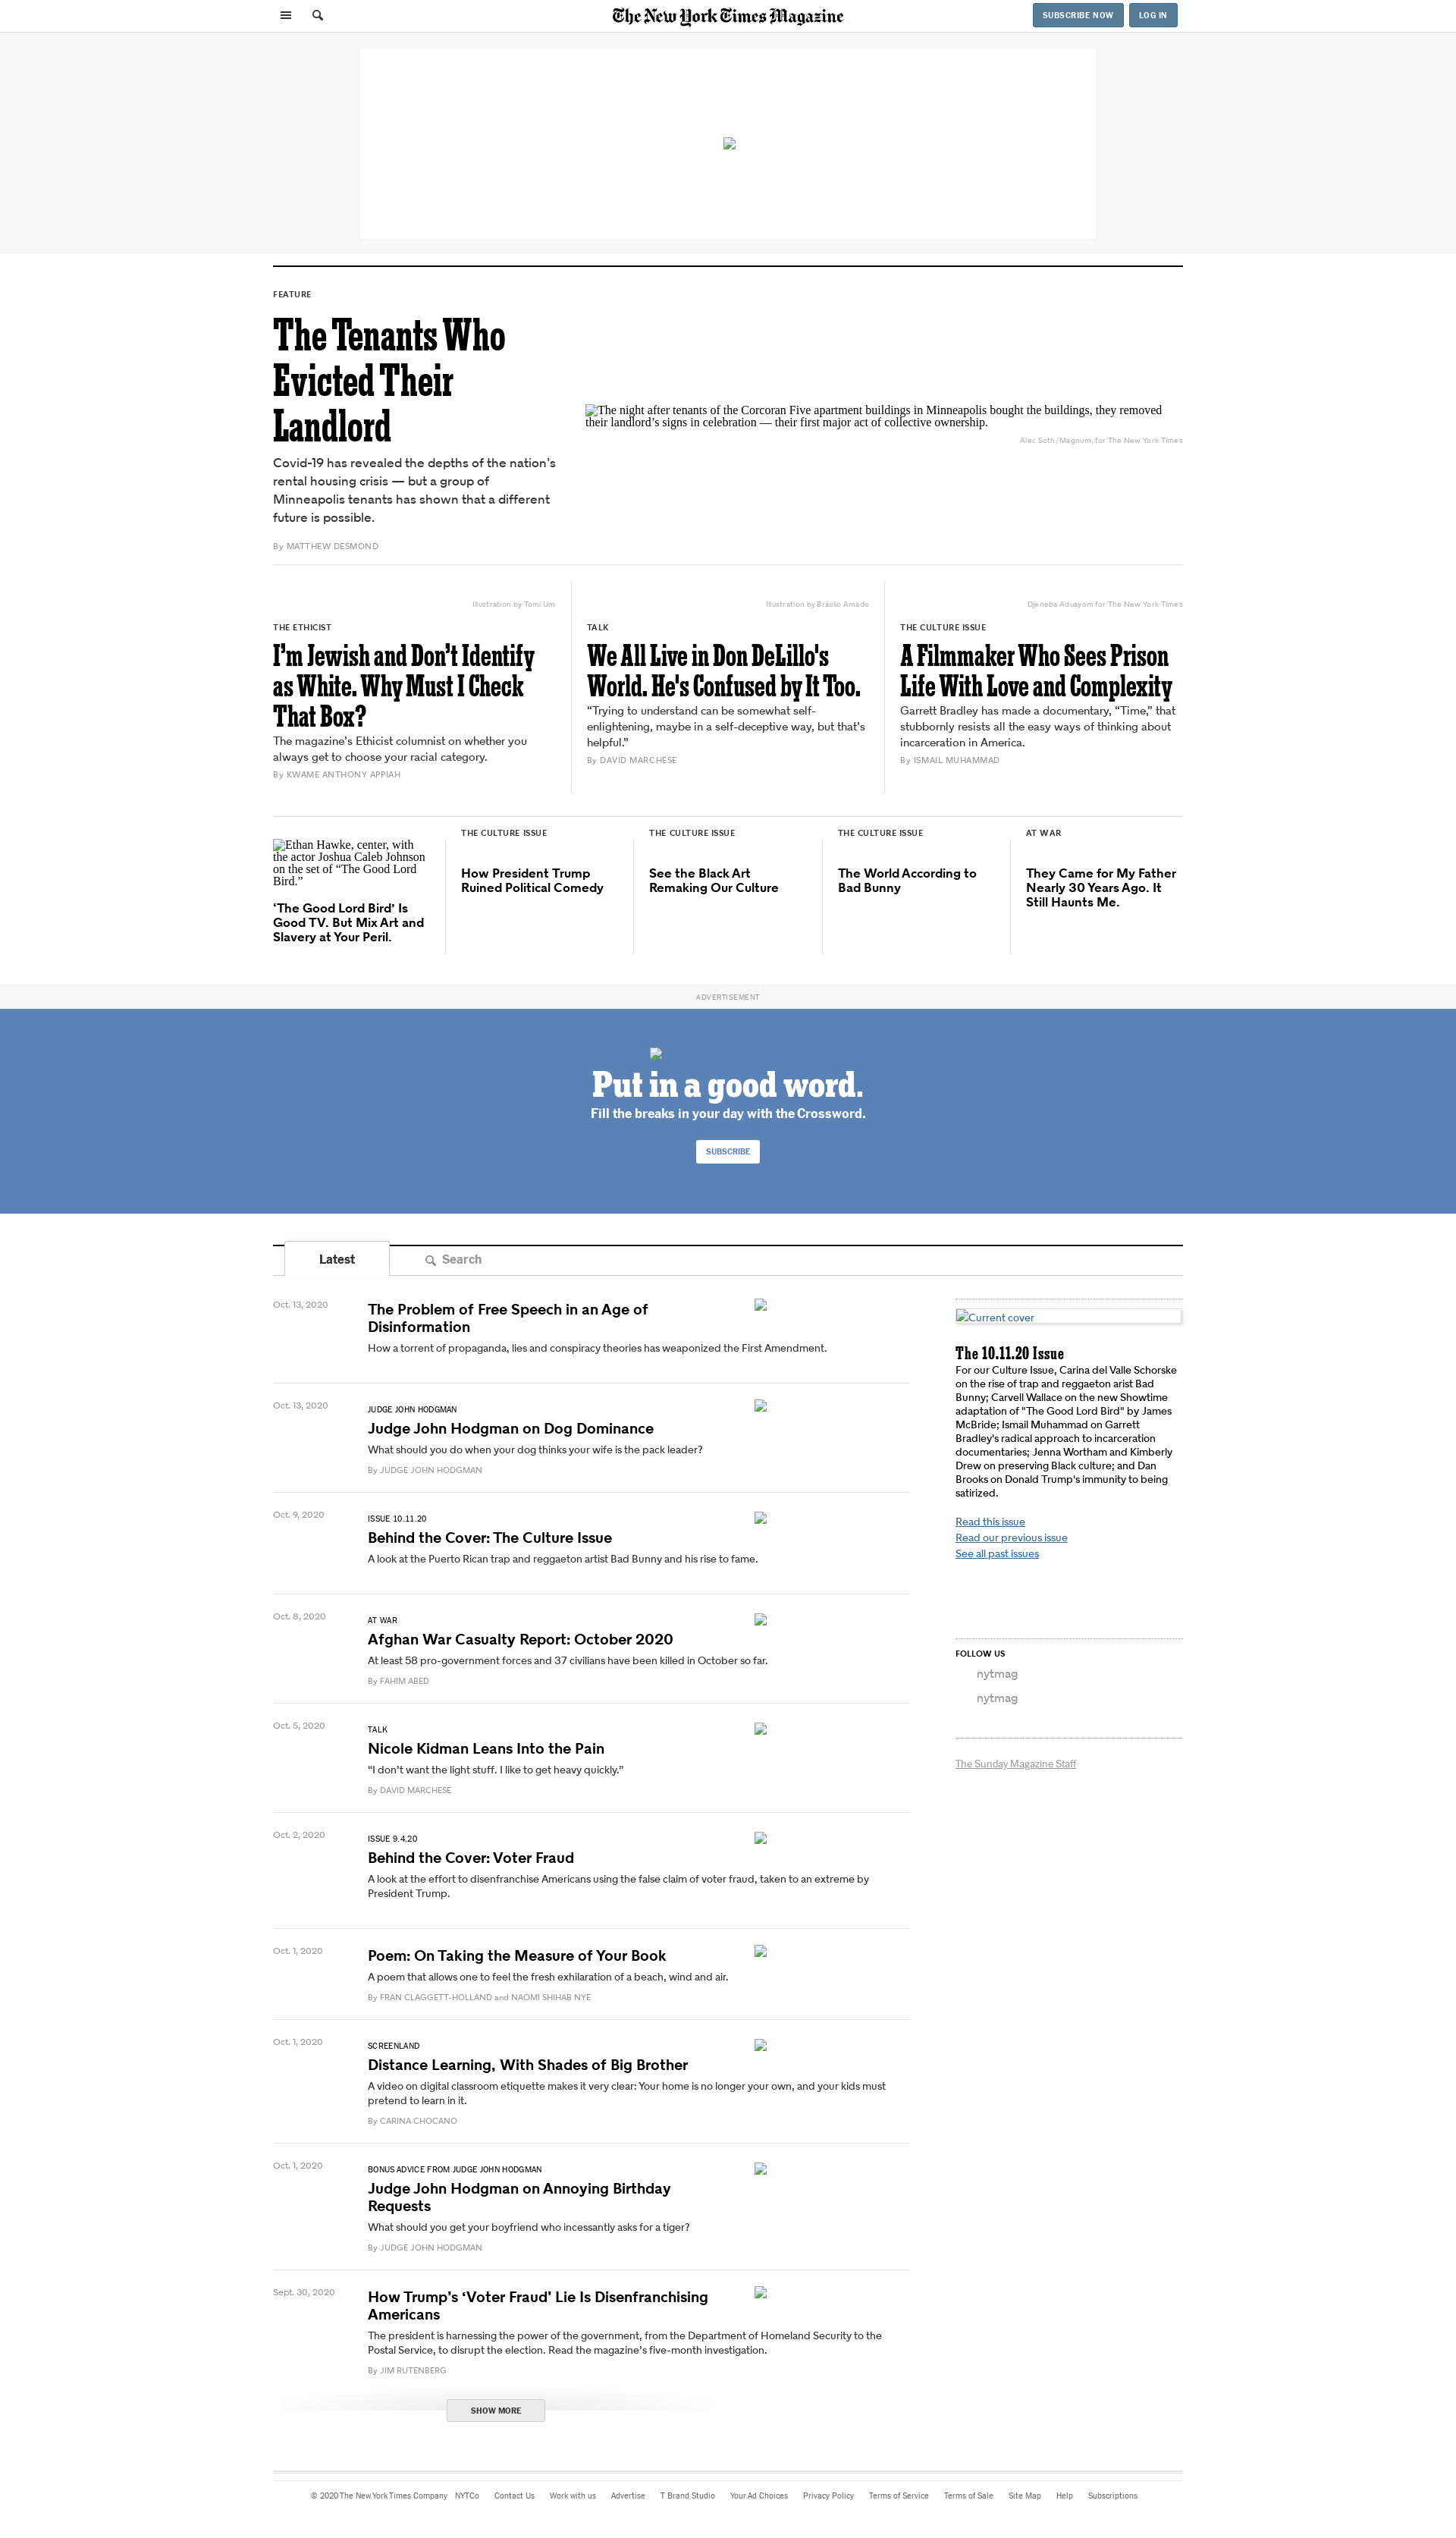 The New York Times Magazine
SUBSCRIBE NOW
LOG IN
FEATURE
The Tenants Who
Evicted Their
Landlord
Covid-19 has revealed the depths of the nation’s
rental housing crisis — but a group of
Minneapolis tenants has shown that a different
future is possible.
By MATTHEW DESMOND
The night after tenants of the Corcoran Five apartment buildings in Minneapolis bought the buildings, they removed
their landlord’s signs in celebration — their first major act of collective ownership.
Alec Soth/Magnum, for The New York Times
Illustration by Tomi Um
THE ETHICIST
I’m Jewish and Don’t Identify
as White. Why Must I Check
That Box?
The magazine’s Ethicist columnist on whether you
always get to choose your racial category.
By KWAME ANTHONY APPIAH
Illustration by Bráulio Amado
TALK
We All Live in Don DeLillo's
World. He's Confused by It Too.
“Trying to understand can be somewhat self-
enlightening, maybe in a self-deceptive way, but that’s
helpful.”
By DAVID MARCHESE
Djeneba Aduayom for The New York Times
THE CULTURE ISSUE
A Filmmaker Who Sees Prison
Life With Love and Complexity
Garrett Bradley has made a documentary, “Time,” that
stubbornly resists all the easy ways of thinking about
incarceration in America.
By ISMAIL MUHAMMAD
Ethan Hawke, center, with
the actor Joshua Caleb Johnson
on the set of “The Good Lord
Bird.”
‘The Good Lord Bird’ Is
Good TV. But Mix Art and
Slavery at Your Peril.
THE CULTURE ISSUE
How President Trump
Ruined Political Comedy
THE CULTURE ISSUE
See the Black Art
Remaking Our Culture
THE CULTURE ISSUE
The World According to
Bad Bunny
AT WAR
They Came for My Father
Nearly 30 Years Ago. It
Still Haunts Me.
ADVERTISEMENT
Put in a good word.
Fill the breaks in your day with the Crossword.
SUBSCRIBE
Latest
Search
Oct. 13, 2020
The Problem of Free Speech in an Age of
Disinformation
How a torrent of propaganda, lies and conspiracy theories has weaponized the First Amendment.
Oct. 13, 2020
JUDGE JOHN HODGMAN
Judge John Hodgman on Dog Dominance
What should you do when your dog thinks your wife is the pack leader?
By JUDGE JOHN HODGMAN
Oct. 9, 2020
ISSUE 10.11.20
Behind the Cover: The Culture Issue
A look at the Puerto Rican trap and reggaeton artist Bad Bunny and his rise to fame.
Oct. 8, 2020
AT WAR
Afghan War Casualty Report: October 2020
At least 58 pro-government forces and 37 civilians have been killed in October so far.
By FAHIM ABED
Oct. 5, 2020
TALK
Nicole Kidman Leans Into the Pain
“I don’t want the light stuff. I like to get heavy quickly.”
By DAVID MARCHESE
Oct. 2, 2020
ISSUE 9.4.20
Behind the Cover: Voter Fraud
A look at the effort to disenfranchise Americans using the false claim of voter fraud, taken to an extreme by
President Trump.
Oct. 1, 2020
Poem: On Taking the Measure of Your Book
A poem that allows one to feel the fresh exhilaration of a beach, wind and air.
By FRAN CLAGGETT-HOLLAND and NAOMI SHIHAB NYE
Oct. 1, 2020
SCREENLAND
Distance Learning, With Shades of Big Brother
A video on digital classroom etiquette makes it very clear: Your home is no longer your own, and your kids must
pretend to learn in it.
By CARINA CHOCANO
Oct. 1, 2020
BONUS ADVICE FROM JUDGE JOHN HODGMAN
Judge John Hodgman on Annoying Birthday
Requests
What should you get your boyfriend who incessantly asks for a tiger?
By JUDGE JOHN HODGMAN
Sept. 30, 2020
How Trump’s ‘Voter Fraud’ Lie Is Disenfranchising
Americans
The president is harnessing the power of the government, from the Department of Homeland Security to the
Postal Service, to disrupt the election. Read the magazine’s five-month investigation.
By JIM RUTENBERG
SHOW MORE
Current cover
The 10.11.20 Issue
For our Culture Issue, Carina del Valle Schorske
on the rise of trap and reggaeton arist Bad
Bunny; Carvell Wallace on the new Showtime
adaptation of "The Good Lord Bird" by James
McBride; Ismail Muhammad on Garrett
Bradley's radical approach to incarceration
documentaries; Jenna Wortham and Kimberly
Drew on preserving Black culture; and Dan
Brooks on Donald Trump's immunity to being
satirized.
Read this issue
Read our previous issue
See all past issues
FOLLOW US
nytmag
nytmag
The Sunday Magazine Staff
© 2020 The New York Times Company NYTCo Contact Us Work with us Advertise T Brand Studio Your Ad Choices Privacy Policy Terms of Service Terms of Sale Site Map Help Subscriptions